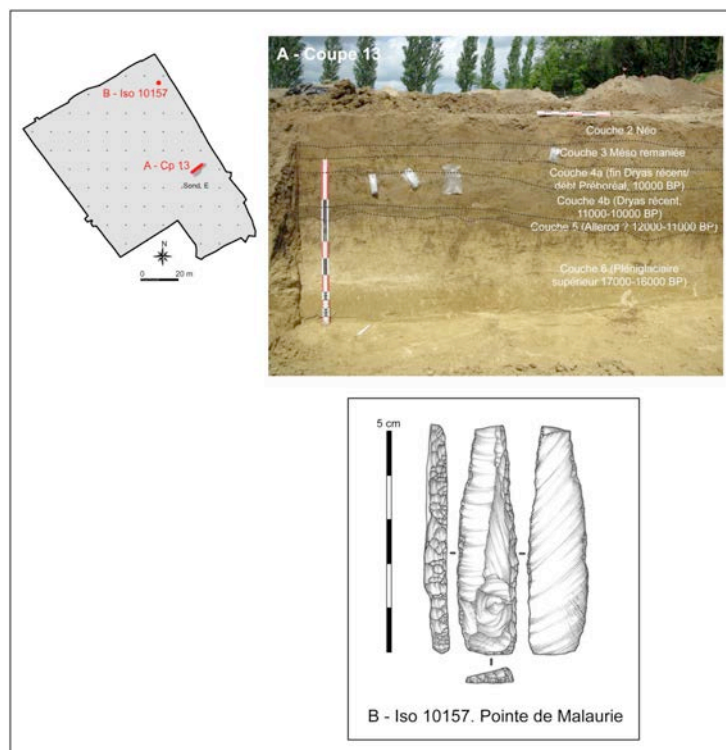 B - Iso 10157
A - Cp 13
Sond. E
N
0 20 m
A - Coupe 13
Couche 2 Néo
Couche 3 Méso remaniée
Couche 4a (fin Dryas récent/
début Préboréal, 10000 BP)
Couche 4b (Dryas récent,
11000-10000 BP)
Couche 5 (Allerod ? 12000-11000 BP)
Couche 6 (Pléniglaciaire
supérieur 17000-16000 BP)
5 cm
B - Iso 10157. Pointe de Malaurie